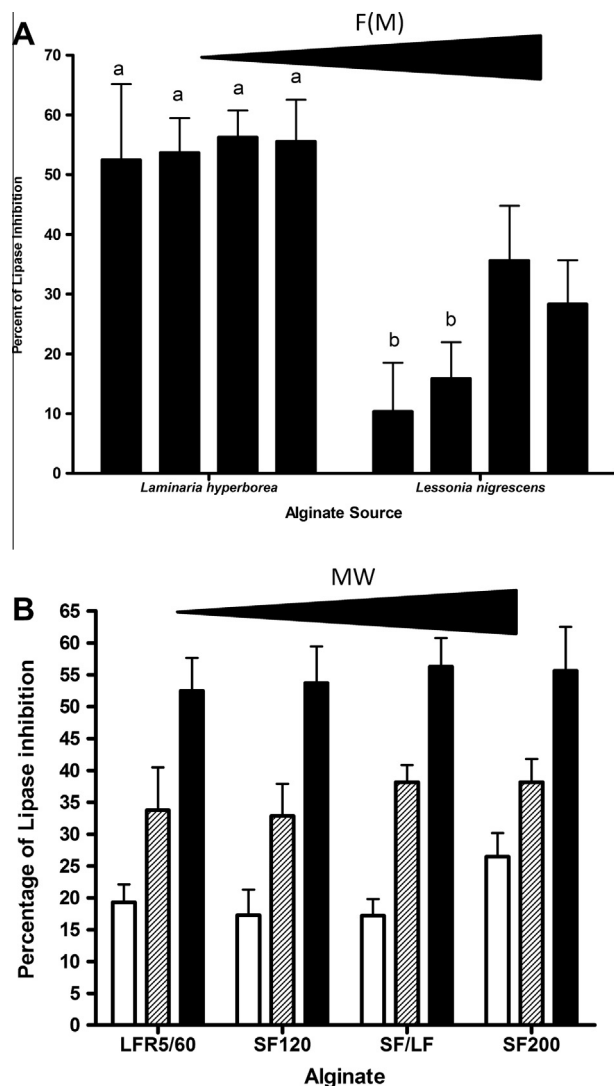 A
F(M)
Percent of Lipase Inhibition
70
60
50
40
30
20
10
0
a a a a
b b
Laminaria hyperborea Lessonia nigrescens
Alginate Source
B
MW
Percentage of Lipase inhibition
65
60
55
50
45
40
35
30
25
20
15
10
5
0
LFR5/60 SF120 SF/LF SF200
Alginate